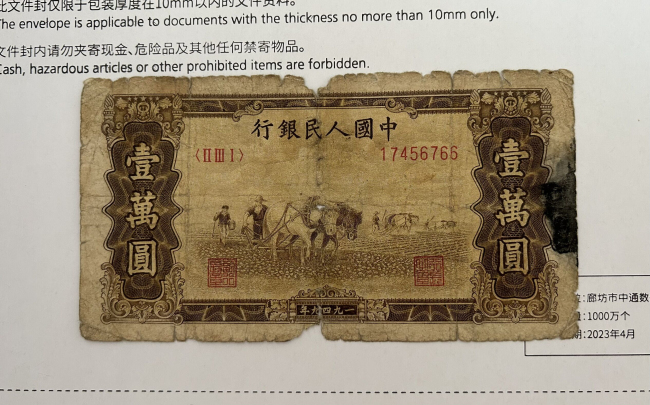 此文件封仅限于包装厚度在10mm以内的文件资料。
The envelope is applicable to documents with the thickness no more than 10mm only.
文件封内请勿夹寄现金、危险品及其他任何禁寄物品。
Cash, hazardous articles or other prohibited items are forbidden.
行銀民人國中
〈ⅡⅢⅠ〉 17456766
壹萬圓
壹萬圓
年九四九一
:廊坊市中通数
:1000万个
期:2023年4月